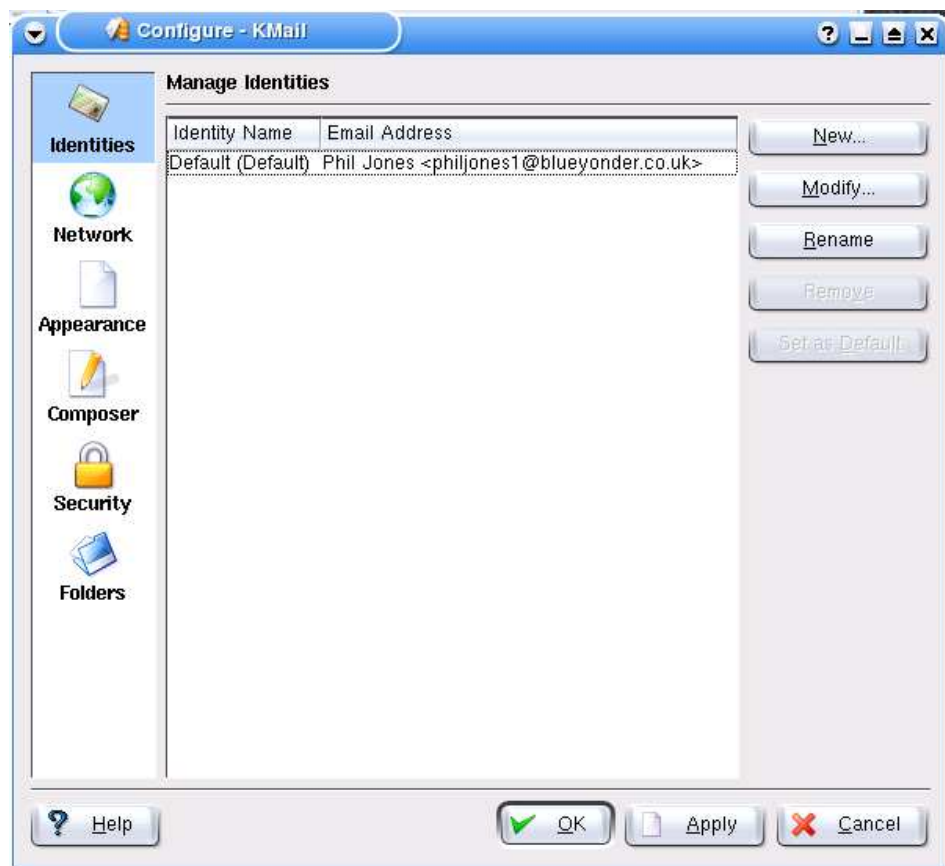 Configure - KMail
Manage Identities
Identities
Network
Appearance
Composer
Security
Folders
Identity Name Email Address
Default (Default) Phil Jones <philjones1@blueyonder.co.uk>
New...
Modify...
Rename
Remove
Set as Default
Help
OK
Apply
Cancel